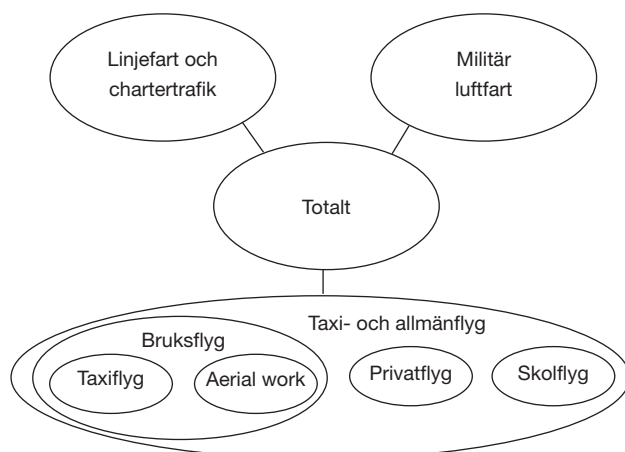 Linjefart och
chartertrafik
Militär
luftfart
Totalt
Taxi- och allmänflyg
Bruksflyg
Taxiflyg
Aerial work
Privatflyg
Skolflyg